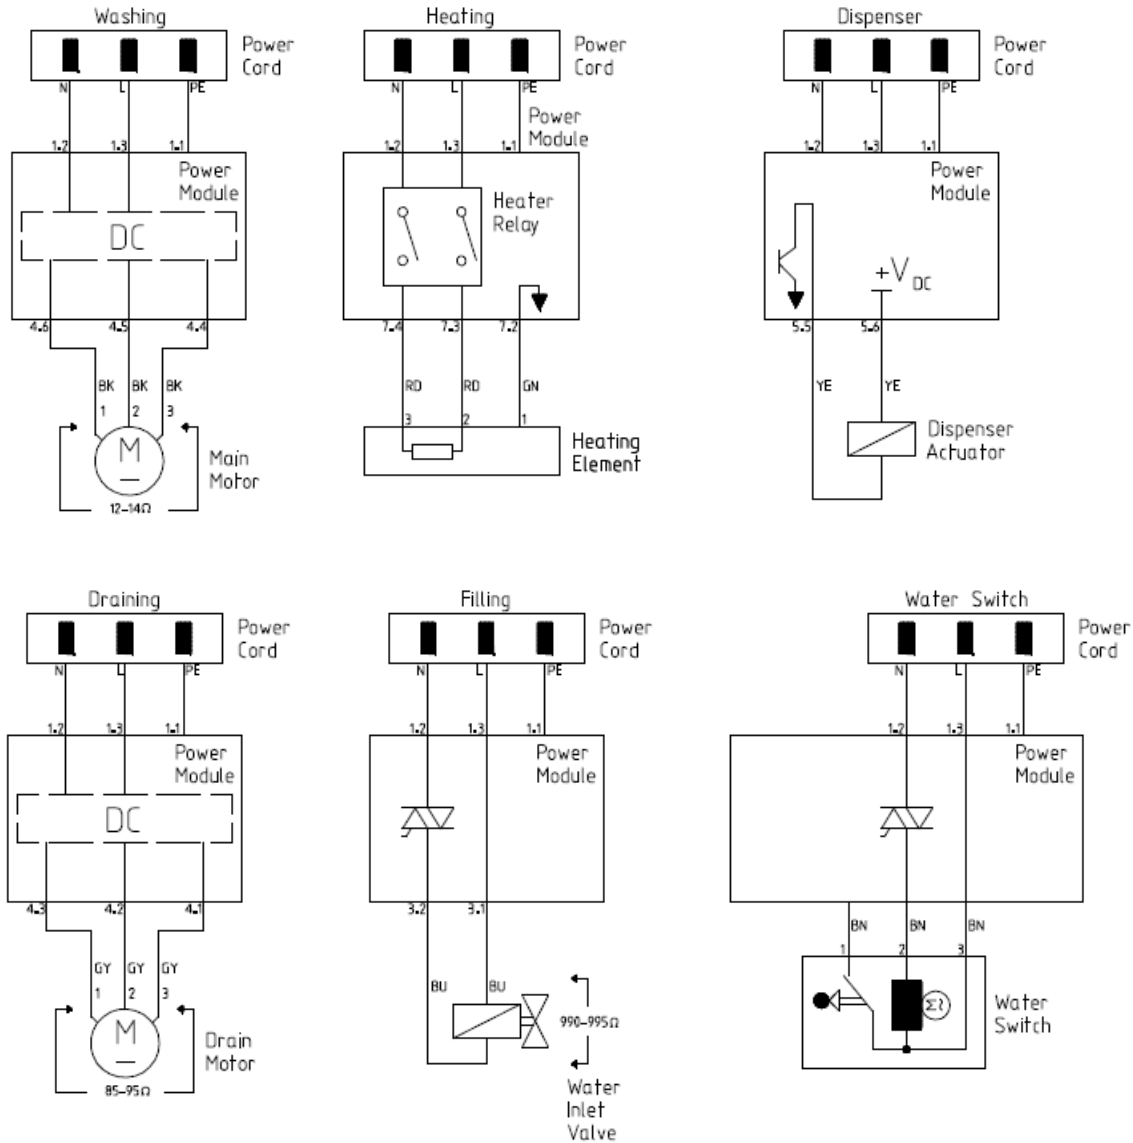 Washing
Power
Cord
N L PE
1.2 1.3 1.1
Power
Module
DC
4.6 4.5 4.4
BK BK BK
1 2 3
M
Main
Motor
12-14Ω
Heating
Power
Cord
N L PE
Power
Module
1.2 1.3 1.1
Heater
Relay
7.4 7.3 7.2
RD RD GN
3 2 1
Heating
Element
Dispenser
Power
Cord
N L PE
1.2 1.3 1.1
Power
Module
+V DC
5.5 5.6
YE YE
Dispenser
Actuator
Draining
Power
Cord
N L PE
1.2 1.3 1.1
Power
Module
DC
4.3 4.2 4.1
GY GY GY
1 2 3
M
Drain
Motor
85-95Ω
Filling
Power
Cord
N L PE
1.2 1.3 1.1
Power
Module
3.2 3.1
BU BU
990-995Ω
Water
Inlet
Valve
Water Switch
Power
Cord
N L PE
1.2 1.3 1.1
Power
Module
BN BN BN
1 2 3
Water
Switch